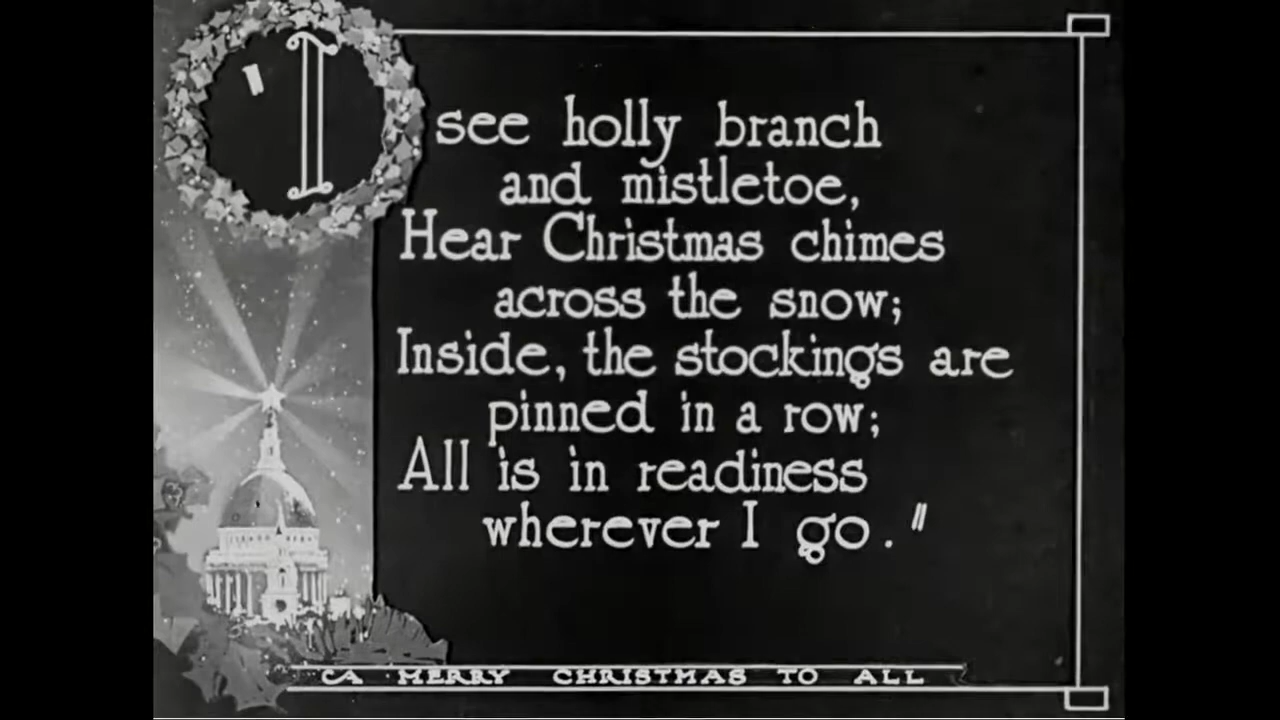 "I see holly branch
and mistletoe,
Hear Christmas chimes
across the snow;
Inside, the stockings are
pinned in a row;
All is in readiness
wherever I go."
A MERRY CHRISTMAS TO ALL